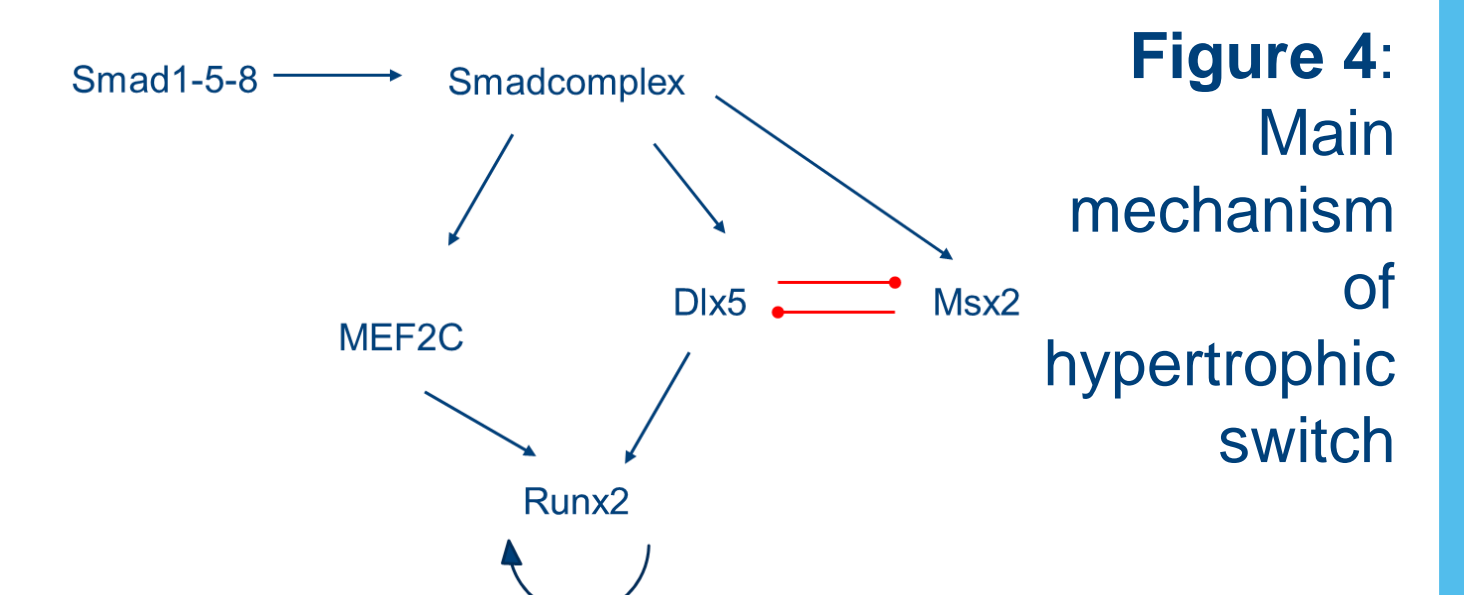 Smad1-5-8
Smadcomplex
Dlx5
Msx2
MEF2C
Runx2
Figure 4:
Main
mechanism
of
hypertrophic
switch